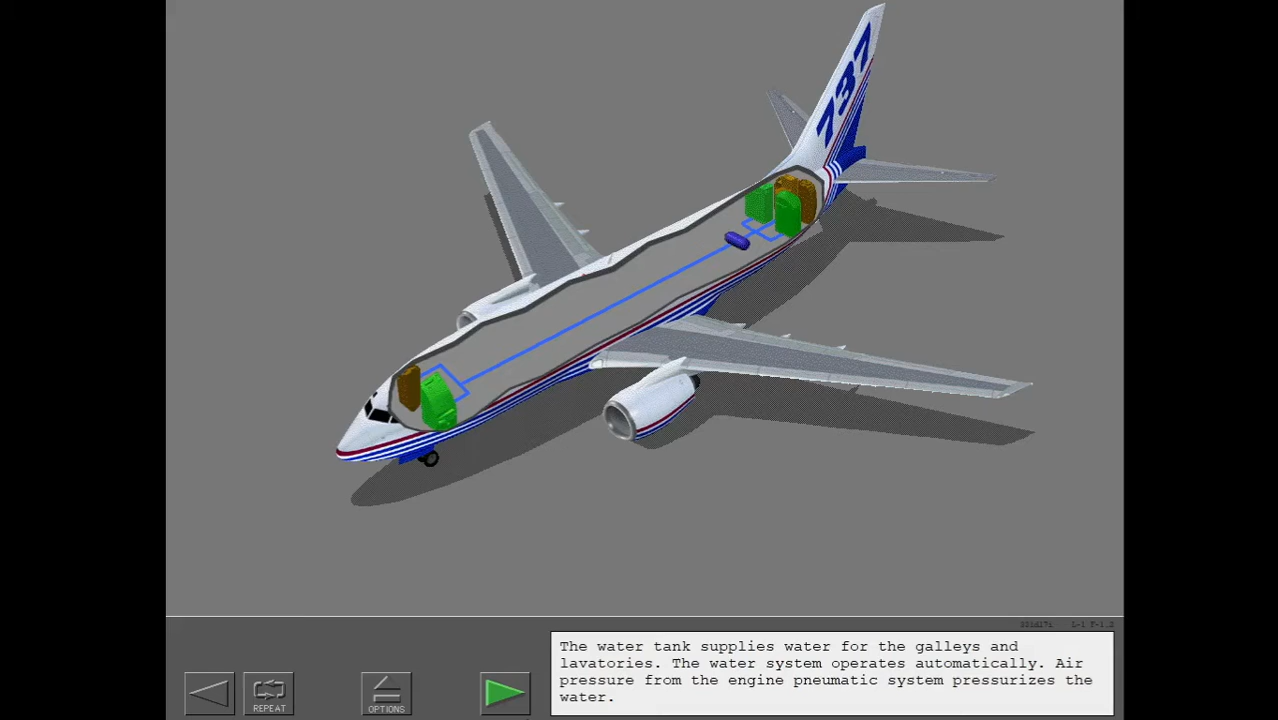 737
The water tank supplies water for the galleys and
lavatories. The water system operates automatically. Air
pressure from the engine pneumatic system pressurizes the
water.
REPEAT
OPTIONS